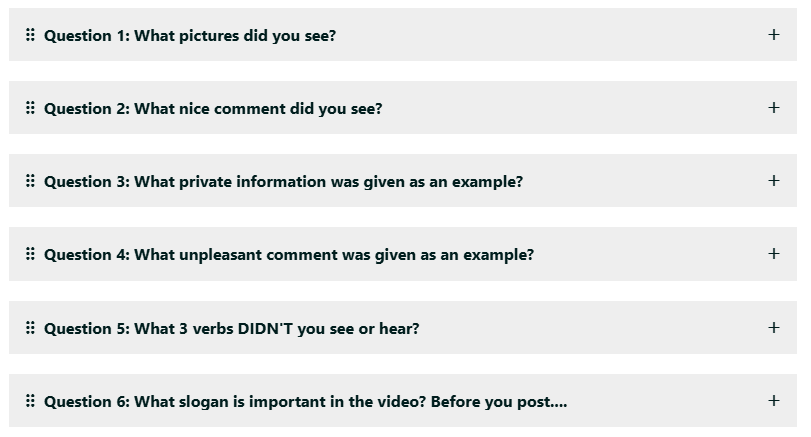 Question 1: What pictures did you see?
Question 2: What nice comment did you see?
Question 3: What private information was given as an example?
Question 4: What unpleasant comment was given as an example?
Question 5: What 3 verbs DIDN'T you see or hear?
Question 6: What slogan is important in the video? Before you post....